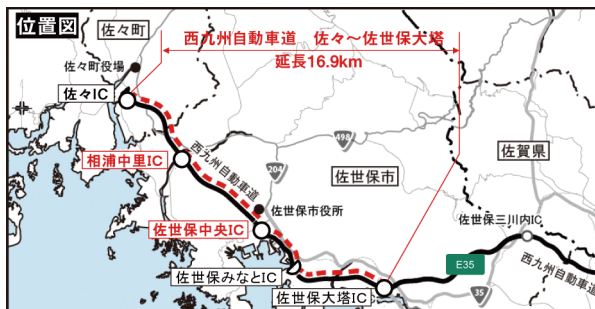 位置図
佐々町
西九州自動車道 佐々～佐世保大塔
延長16.9km
佐々町役場
佐々IC
498
佐賀県
相浦中里IC
西九州自動車道
204
佐世保市
佐世保市役所
佐世保三川内IC
佐世保中央IC
佐世保みなとIC
E35
西九州自動車道
佐世保大塔IC
35